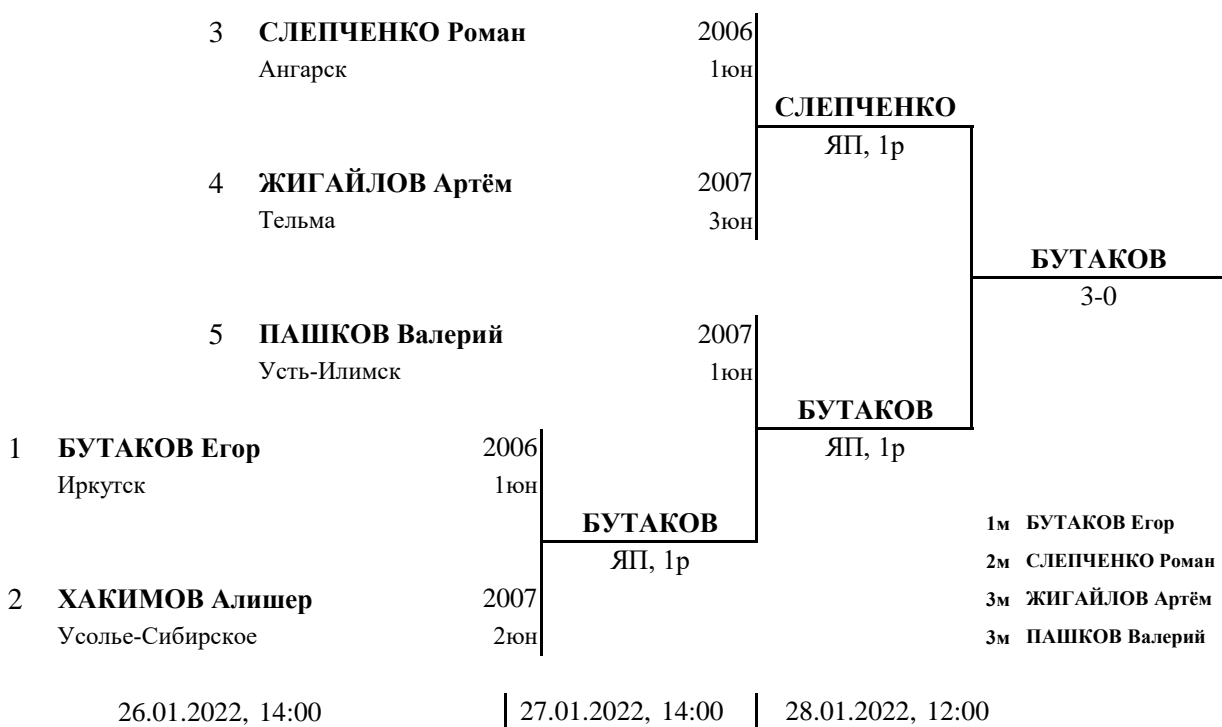 3 СЛЕПЧЕНКО Роман 2006
Ангарск 1юн
СЛЕПЧЕНКО
ЯП, 1р
4 ЖИГАЙЛОВ Артём 2007
Тельма 3юн
БУТАКОВ
3-0
5 ПАШКОВ Валерий 2007
Усть-Илимск 1юн
БУТАКОВ
ЯП, 1р
1 БУТАКОВ Егор 2006
Иркутск 1юн
БУТАКОВ
ЯП, 1р
2 ХАКИМОВ Алишер 2007
Усолье-Сибирское 2юн
1м БУТАКОВ Егор
2м СЛЕПЧЕНКО Роман
3м ЖИГАЙЛОВ Артём
3м ПАШКОВ Валерий
26.01.2022, 14:00 27.01.2022, 14:00 28.01.2022, 12:00